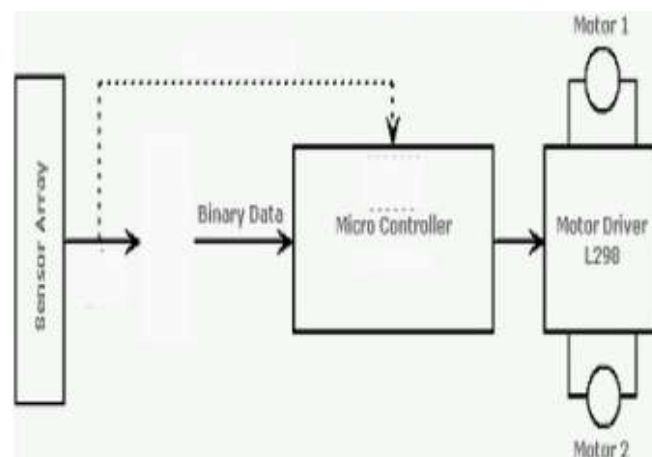 Motor 1
Sensor Array
Binary Data
Micro Controller
Motor Driver
L298
Motor 2